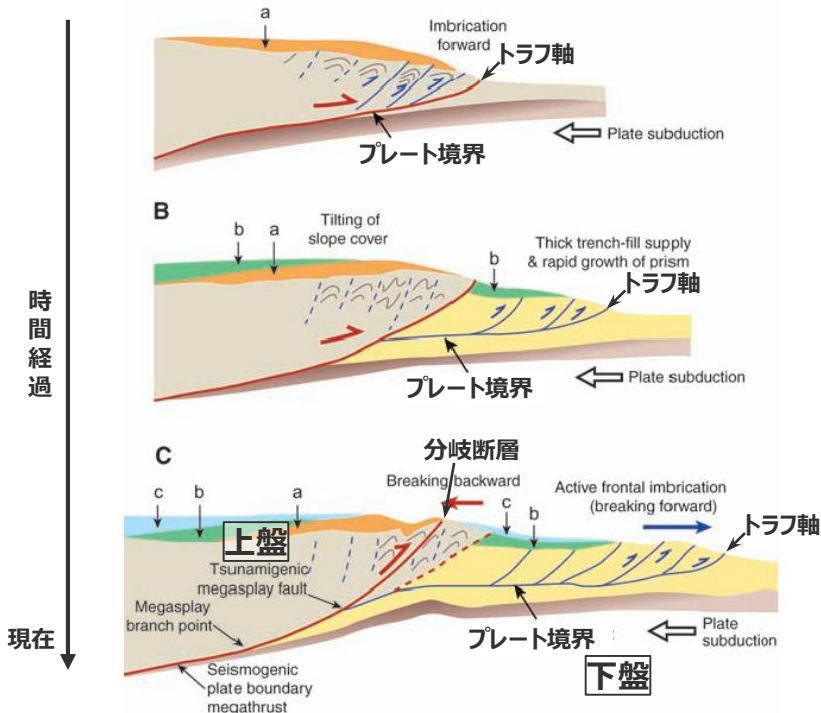 a
Imbrication
forward
トラフ軸
プレート境界
Plate subduction
B
b
a
Tilting of
slope cover
Thick trench-fill supply
& rapid growth of prism
b
トラフ軸
時間経過
プレート境界
Plate subduction
C
分岐断層
Breaking backward
c
b
a
c
b
Active frontal imbrication
(breaking forward)
トラフ軸
上盤
Tsunamigenic
megasplay fault
Megasplay
branch point
プレート境界
Plate
subduction
現在
下盤
Seismogenic
plate boundary
megathrust